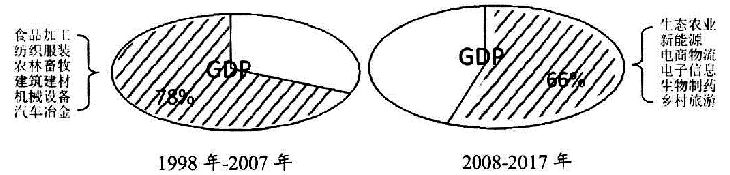 食品加工
纺织服装
农林畜牧
建筑建材
机械设备
汽车冶金
GDP
78%
1998 年-2007 年
GDP
66%
生态农业
新能源
电商物流
电子信息
生物制药
乡村旅游
2008-2017 年